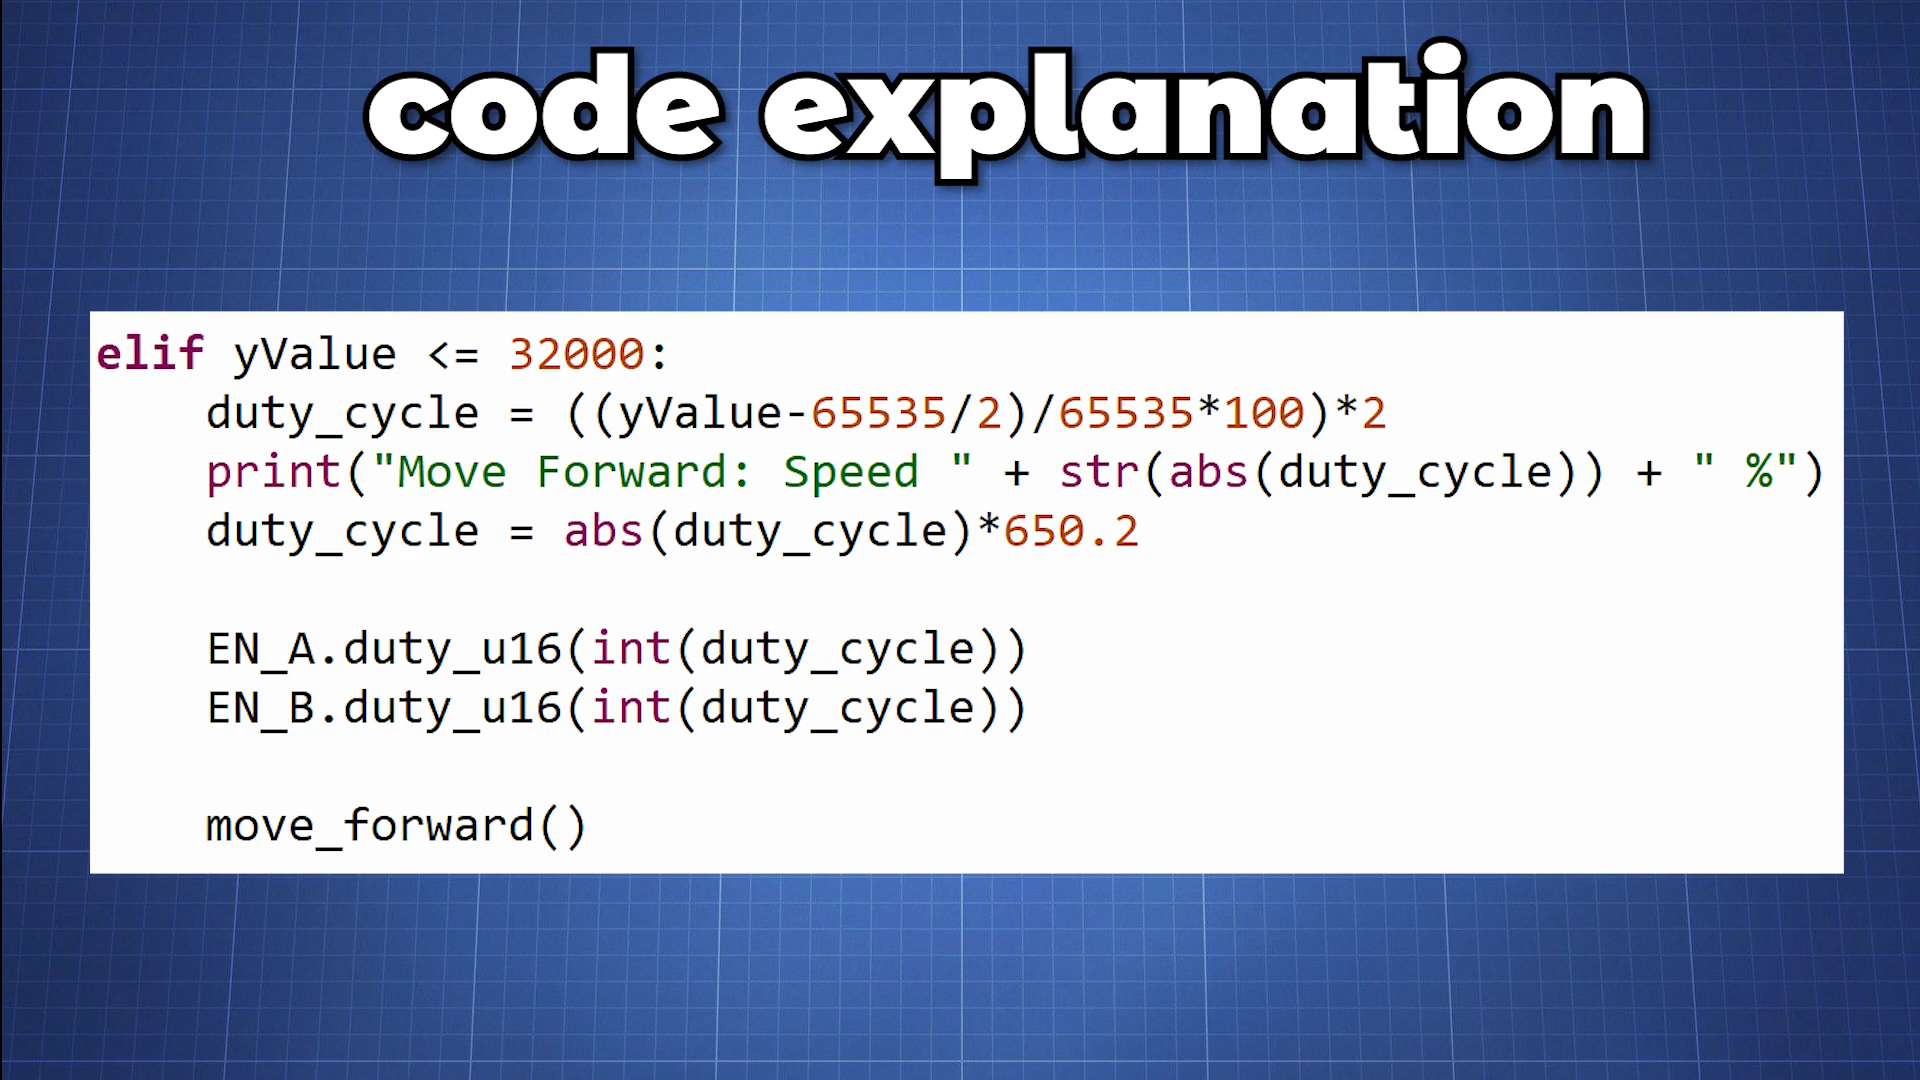 code explanation
elif yValue <= 32000:
    duty_cycle = ((yValue-65535/2)/65535*100)*2
    print("Move Forward: Speed " + str(abs(duty_cycle)) + " %")
    duty_cycle = abs(duty_cycle)*650.2
    EN_A.duty_u16(int(duty_cycle))
    EN_B.duty_u16(int(duty_cycle))
    move_forward()